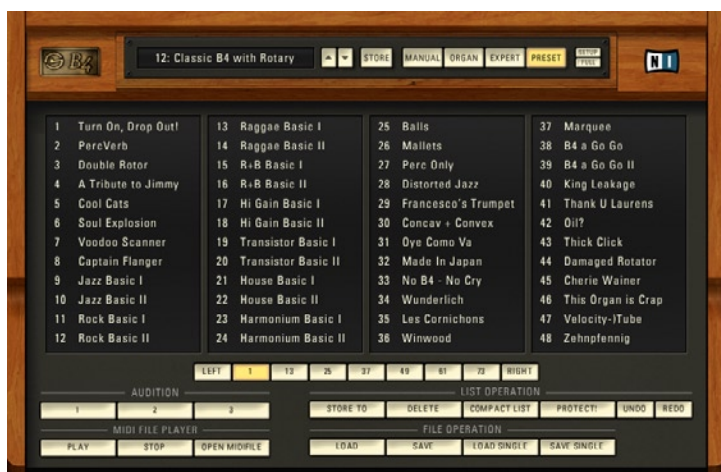 B4
12: Classic B4 with Rotary
STORE
MANUAL ORGAN EXPERT PRESET
SETUP
FULL
NI
1 Turn On, Drop Out!
2 PercVerb
3 Double Rotor
4 A Tribute to Jimmy
5 Cool Cats
6 Soul Explosion
7 Voodoo Scanner
8 Captain Flanger
9 Jazz Basic I
10 Jazz Basic II
11 Rock Basic I
12 Rock Basic II
13 Raggae Basic I
14 Raggae Basic II
15 R+B Basic I
16 R+B Basic II
17 Hi Gain Basic I
18 Hi Gain Basic II
19 Transistor Basic I
20 Transistor Basic II
21 House Basic I
22 House Basic II
23 Harmonium Basic I
24 Harmonium Basic II
25 Balls
26 Mallets
27 Perc Only
28 Distorted Jazz
29 Francesco's Trumpet
30 Concav + Convex
31 Oye Como Va
32 Made In Japan
33 No B4 - No Cry
34 Wunderlich
35 Les Cornichons
36 Winwood
37 Marquee
38 B4 a Go Go
39 B4 a Go Go II
40 King Leakage
41 Thank U Laurens
42 Oil?
43 Thick Click
44 Damaged Rotator
45 Cherie Wainer
46 This Organ is Crap
47 Velocity-)Tube
48 Zehnpfennig
LEFT 1 13 25 37 49 61 73 RIGHT
AUDITION
1 2 3
MIDI FILE PLAYER
PLAY STOP OPEN MIDIFILE
LIST OPERATION
STORE TO DELETE COMPACT LIST PROTECT! UNDO REDO
FILE OPERATION
LOAD SAVE LOAD SINGLE SAVE SINGLE